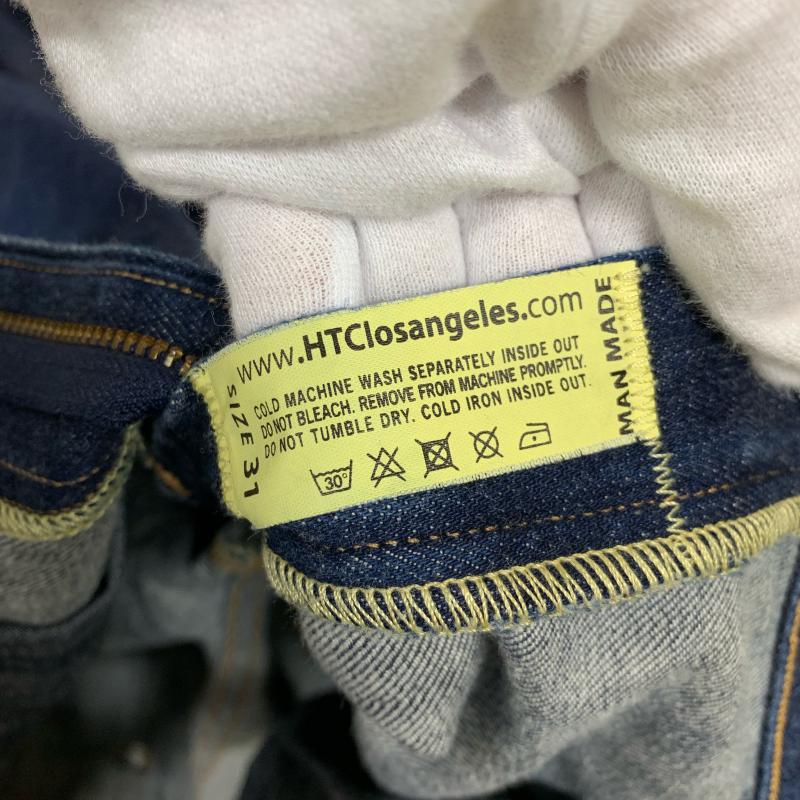 www.HTClosangeles.com
COLD MACHINE WASH SEPARATELY INSIDE OUT
DO NOT BLEACH. REMOVE FROM MACHINE PROMPTLY.
DO NOT TUMBLE DRY. COLD IRON INSIDE OUT.
30°
SIZE 31
MAN MADE